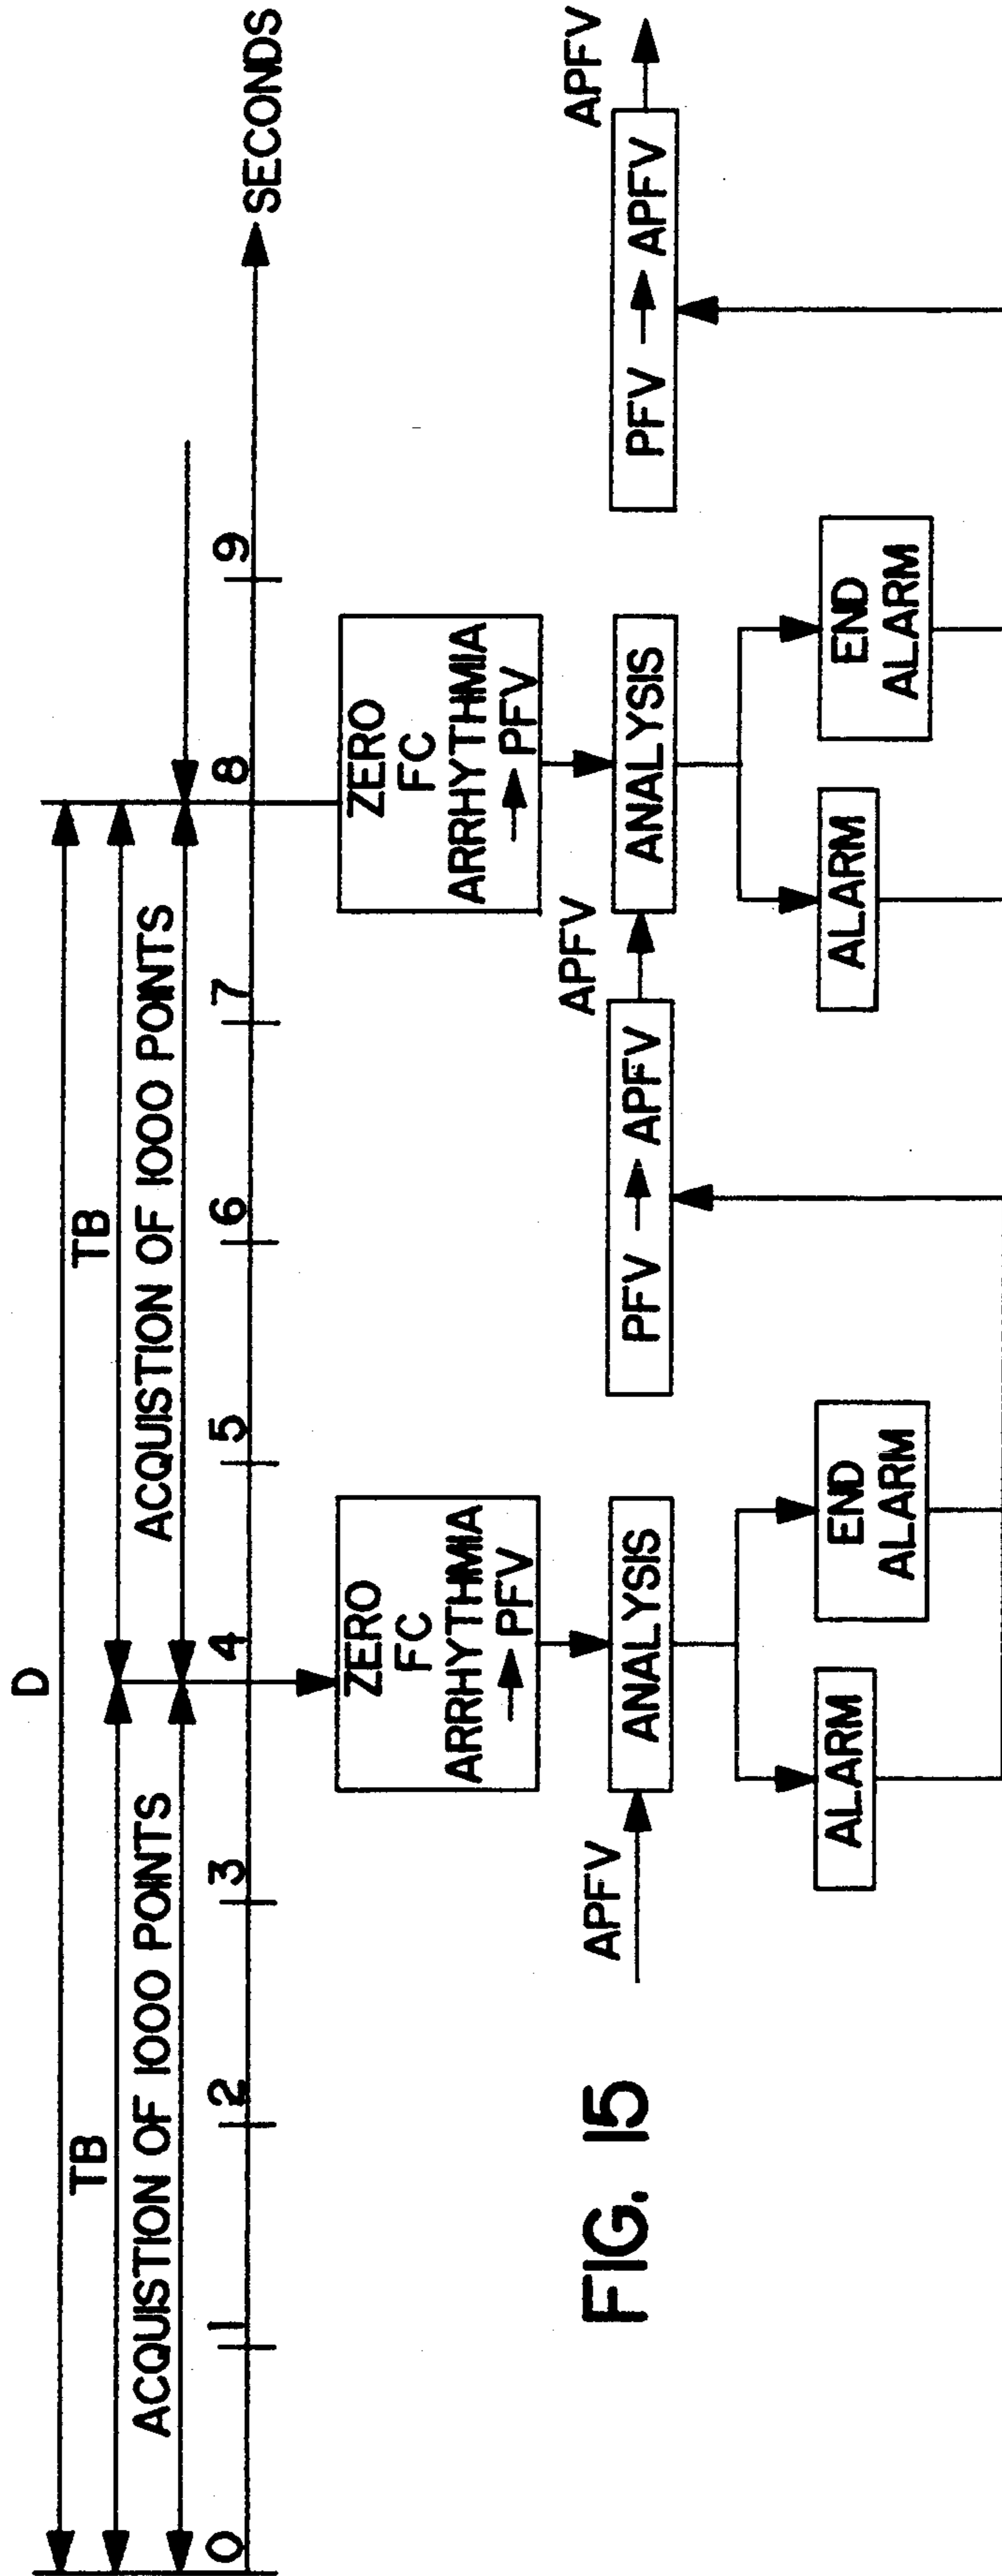 D
TB
TB
ACQUISTION OF 1000 POINTS
ACQUISTION OF 1000 POINTS
0
1
2
3
4
5
6
7
8
9
SECONDS
ZERO
FC
ARRHYTHMIA
→ PFV
ZERO
FC
ARRHYTHMIA
→ PFV
APFV
ANALYSIS
PFV → APFV
APFV
ANALYSIS
PFV → APFV
APFV
ALARM
END
ALARM
ALARM
END
ALARM
FIG. 15